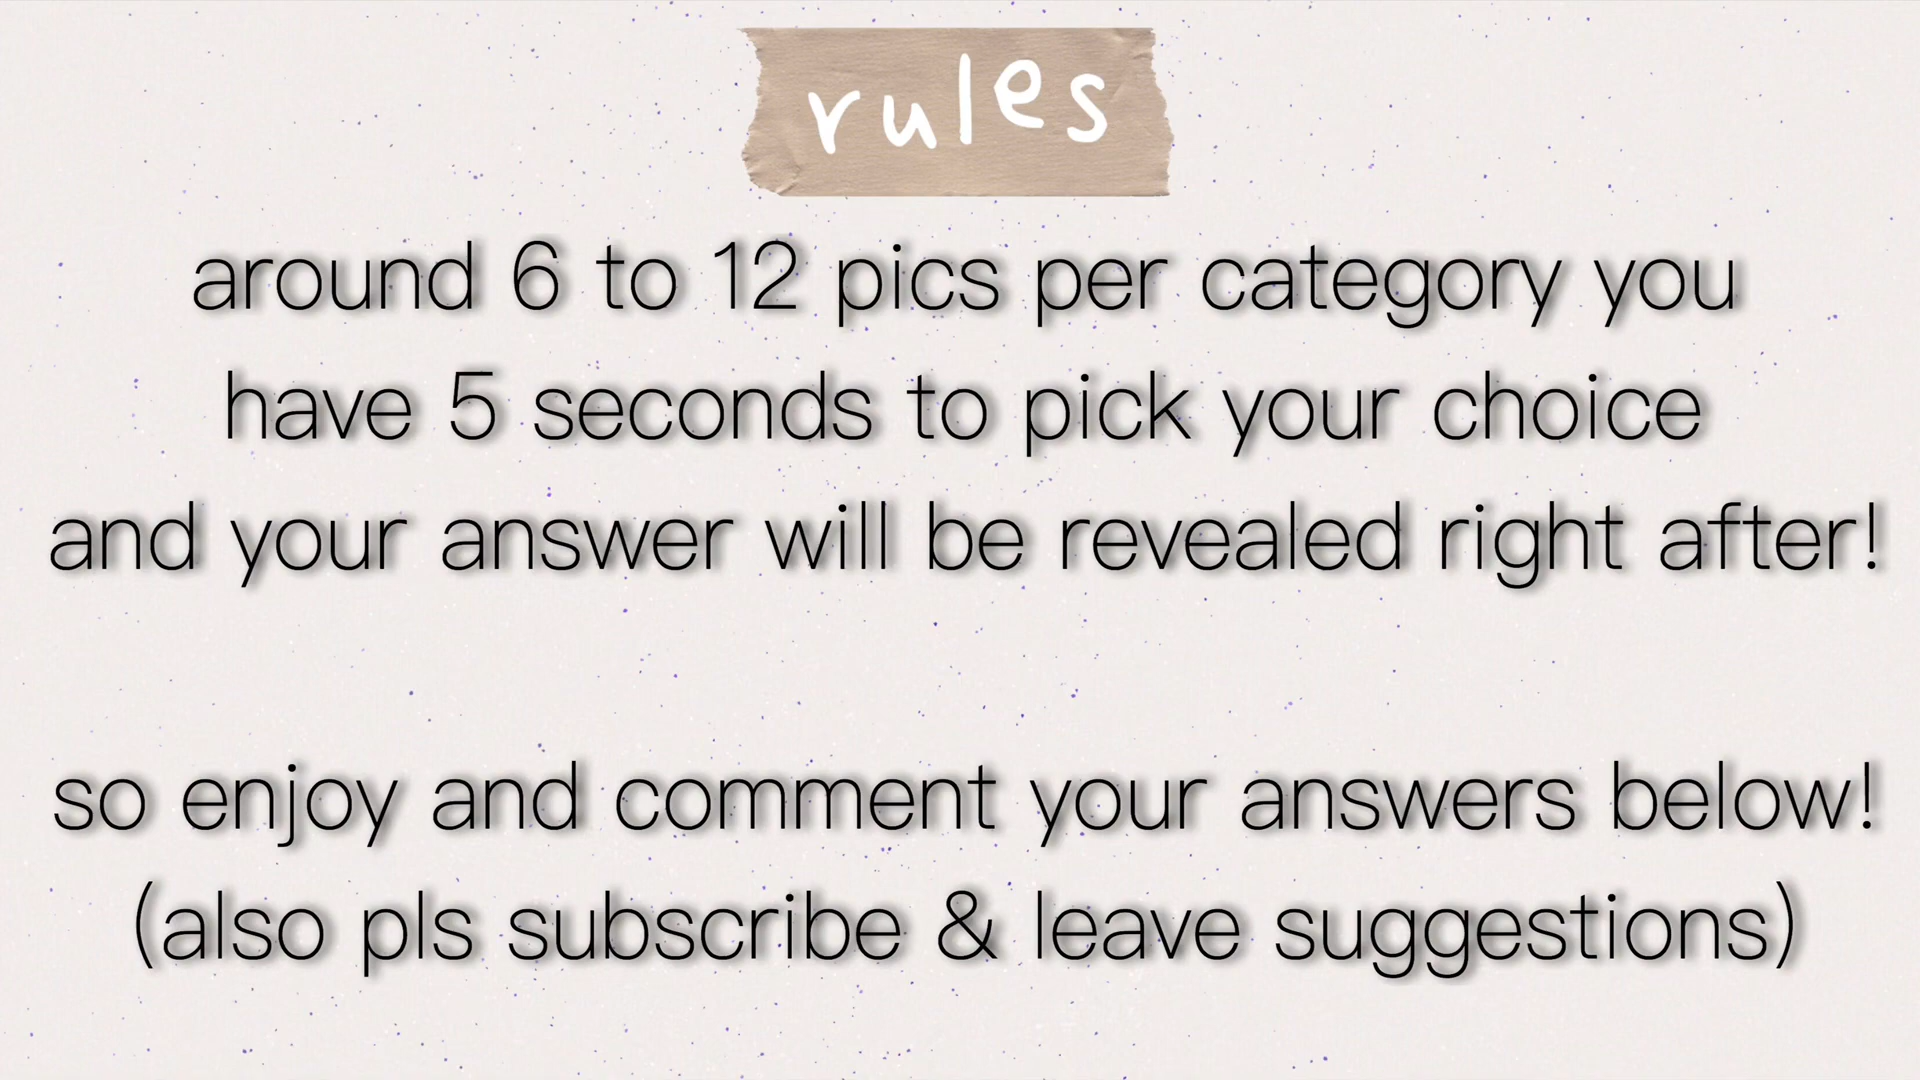 rules
around 6 to 12 pics per category you
have 5 seconds to pick your choice
and your answer will be revealed right after!
so enjoy and comment your answers below!
(also pls subscribe & leave suggestions)